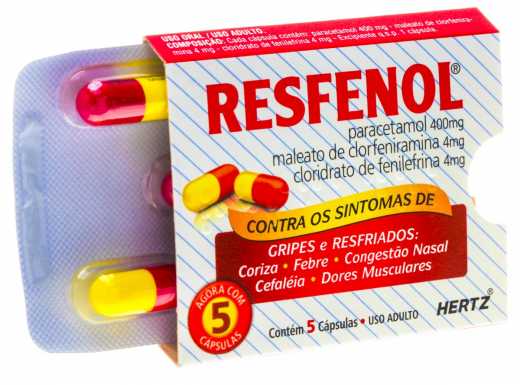 USO ORAL / USO ADULTO
COMPOSIÇÃO: Cada cápsula contém: paracetamol 400 mg - maleato de clorfenira-
mina 4 mg - cloridrato de fenilefrina 4 mg - Excipiente q.s.p. 1 cápsula.
RESFENOL®
paracetamol 400mg
maleato de clorfeniramina 4mg
cloridrato de fenilefrina 4mg
CONTRA OS SINTOMAS DE
GRIPES e RESFRIADOS:
Coriza • Febre • Congestão Nasal
Cefaléia • Dores Musculares
AGORA COM
5
CÁPSULAS
Contém 5 Cápsulas • USO ADULTO
HERTZ®